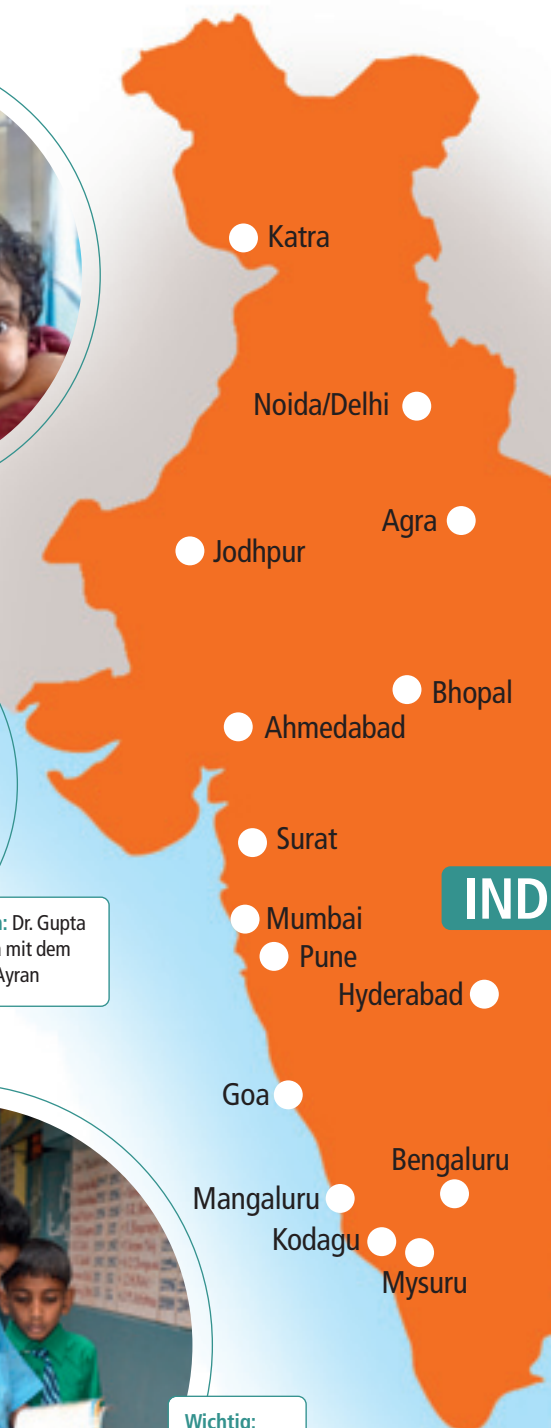 Katra
Noida/Delhi
Agra
Jodhpur
Bhopal
Ahmedabad
Surat
IND
: Dr. Gupta
mit dem
Ayran
Mumbai
Pune
Hyderabad
Goa
Bengaluru
Mangaluru
Kodagu
Mysuru
Wichtig: